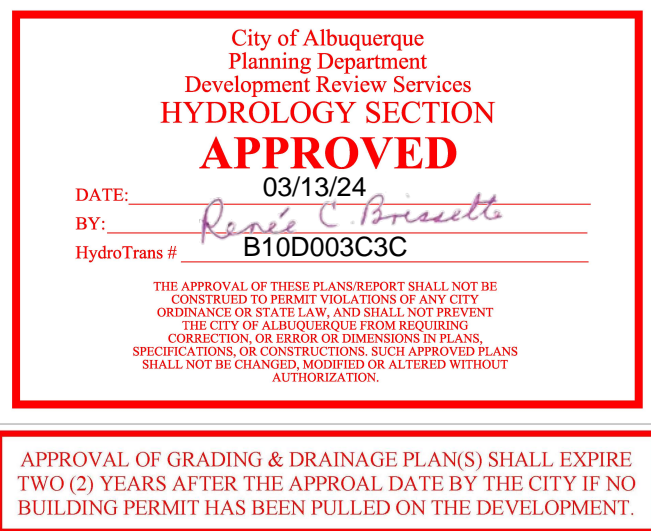 City of Albuquerque
Planning Department
Development Review Services
HYDROLOGY SECTION
APPROVED
DATE: 03/13/24
BY: Renée C. Brissette
HydroTrans # B10D003C3C
THE APPROVAL OF THESE PLANS/REPORT SHALL NOT BE
CONSTRUED TO PERMIT VIOLATIONS OF ANY CITY
ORDINANCE OR STATE LAW, AND SHALL NOT PREVENT
THE CITY OF ALBUQUERQUE FROM REQUIRING
CORRECTION, OR ERROR OR DIMENSIONS IN PLANS,
SPECIFICATIONS, OR CONSTRUCTIONS. SUCH APPROVED PLANS
SHALL NOT BE CHANGED, MODIFIED OR ALTERED WITHOUT
AUTHORIZATION.
APPROVAL OF GRADING & DRAINAGE PLAN(S) SHALL EXPIRE
TWO (2) YEARS AFTER THE APPROAL DATE BY THE CITY IF NO
BUILDING PERMIT HAS BEEN PULLED ON THE DEVELOPMENT.